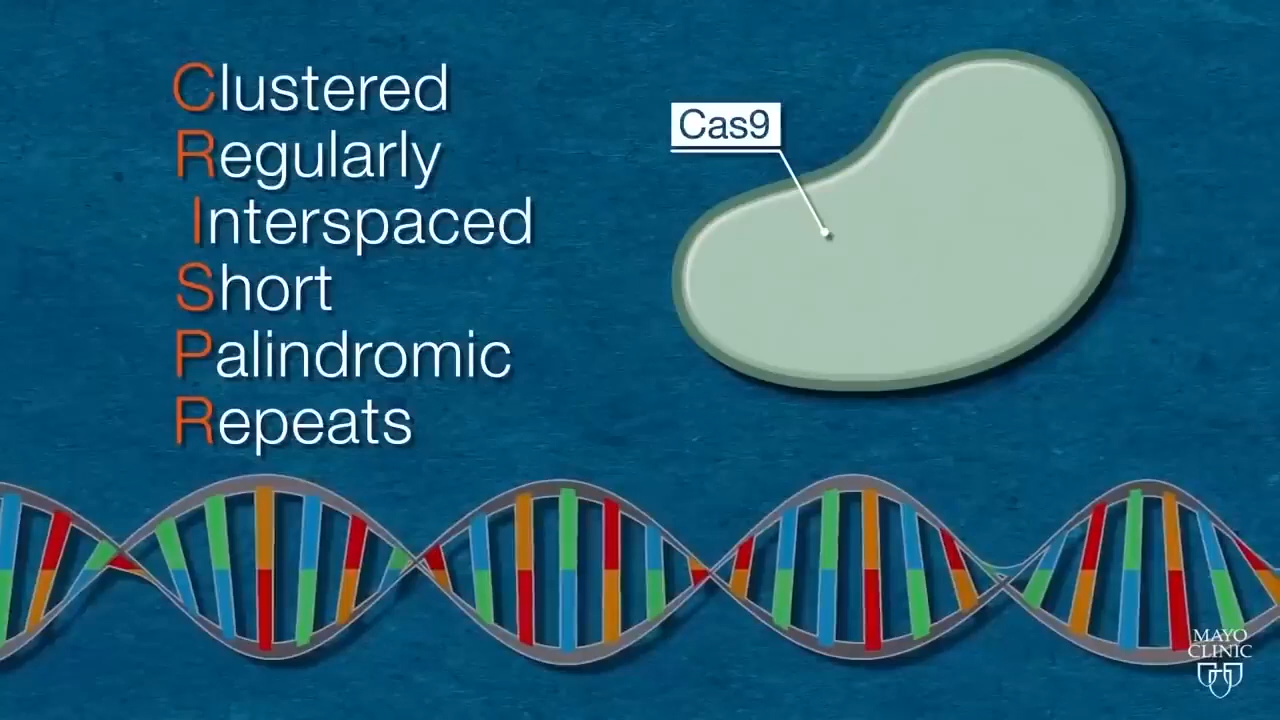 Clustered
Regularly
Interspaced
Short
Palindromic
Repeats
Cas9
MAYO
CLINIC